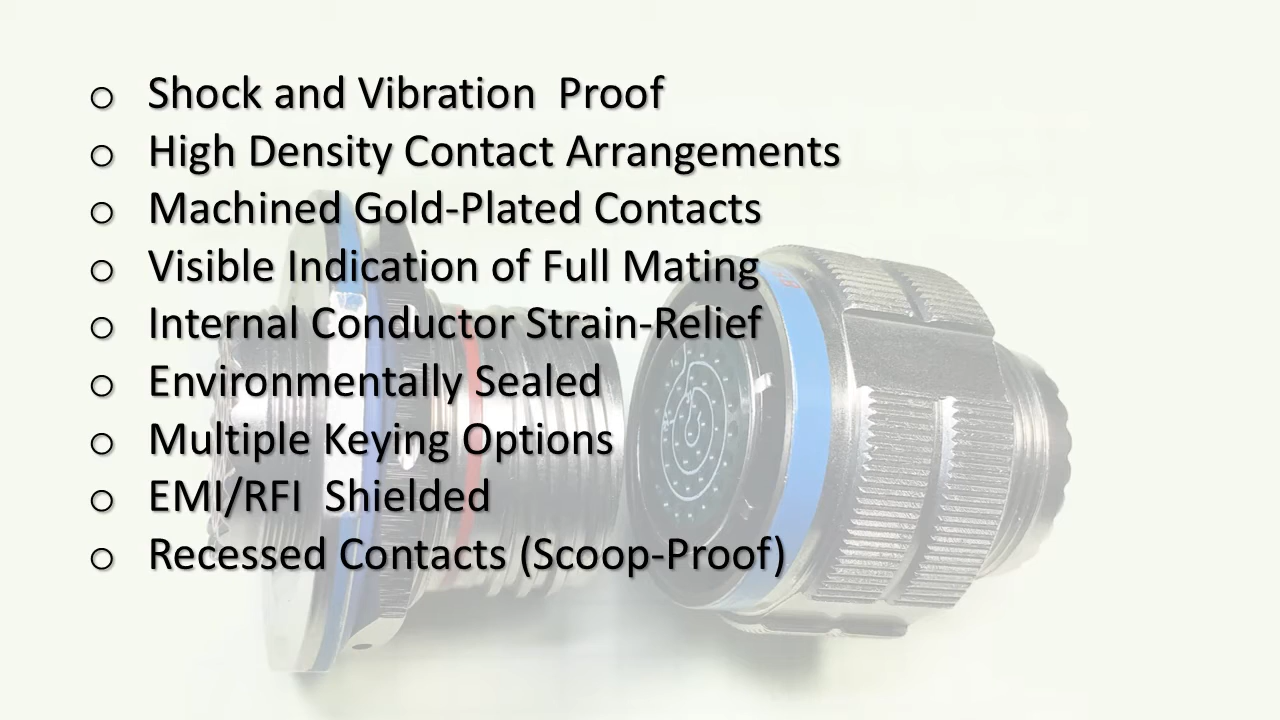 o Shock and Vibration  Proof
o High Density Contact Arrangements
o Machined Gold-Plated Contacts
o Visible Indication of Full Mating
o Internal Conductor Strain-Relief
o Environmentally Sealed
o Multiple Keying Options
o EMI/RFI  Shielded
o Recessed Contacts (Scoop-Proof)